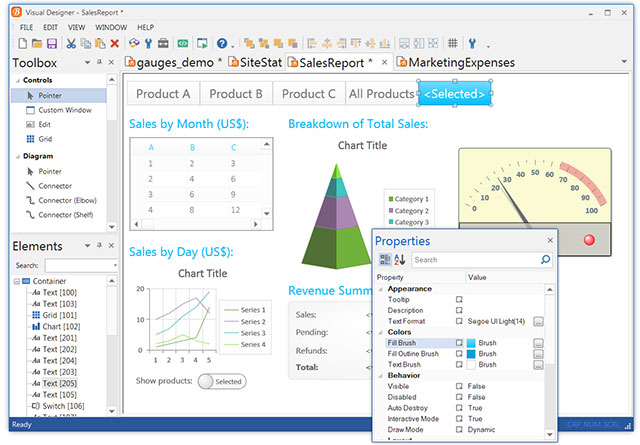 Visual Designer - SalesReport *
FILE EDIT VIEW WINDOW HELP
Toolbox
Controls
Pointer
Custom Window
Edit
Grid
Diagram
Pointer
Connector
Connector (Elbow)
Connector (Shelf)
Elements
Search:
Container
Text [100]
Text [103]
Grid [101]
Chart [102]
Text [201]
Text [202]
Text [203]
Text [204]
Text [205]
Text [105]
Switch [106]
gauges_demo * SiteStat SalesReport * MarketingExpenses
Product A Product B Product C All Products <Selected>
Sales by Month (US$):
A B C
1 2 3
2 4 6
3 6 9
4 8 12
Breakdown of Total Sales:
Chart Title
Category 1
Category 2
Category 3
20 30 40 50 60 70 80 90 100
Sales by Day (US$):
Chart Title
20
15
10
5
0
1 2 3 4 5
Series 1
Series 2
Series 3
Series 4
Show products: Selected
Revenue Summ
Sales:
Pending:
Refunds:
Total:
Properties
Search
Property Value
Appearance
Tooltip
Description
Text Format Segoe UI Light(14)
Colors
Fill Brush Brush
Fill Outline Brush Brush
Text Brush Brush
Behavior
Visible False
Disabled False
Auto Destroy True
Interactive Mode True
Draw Mode Dynamic
Ready CAP NUM SCRL